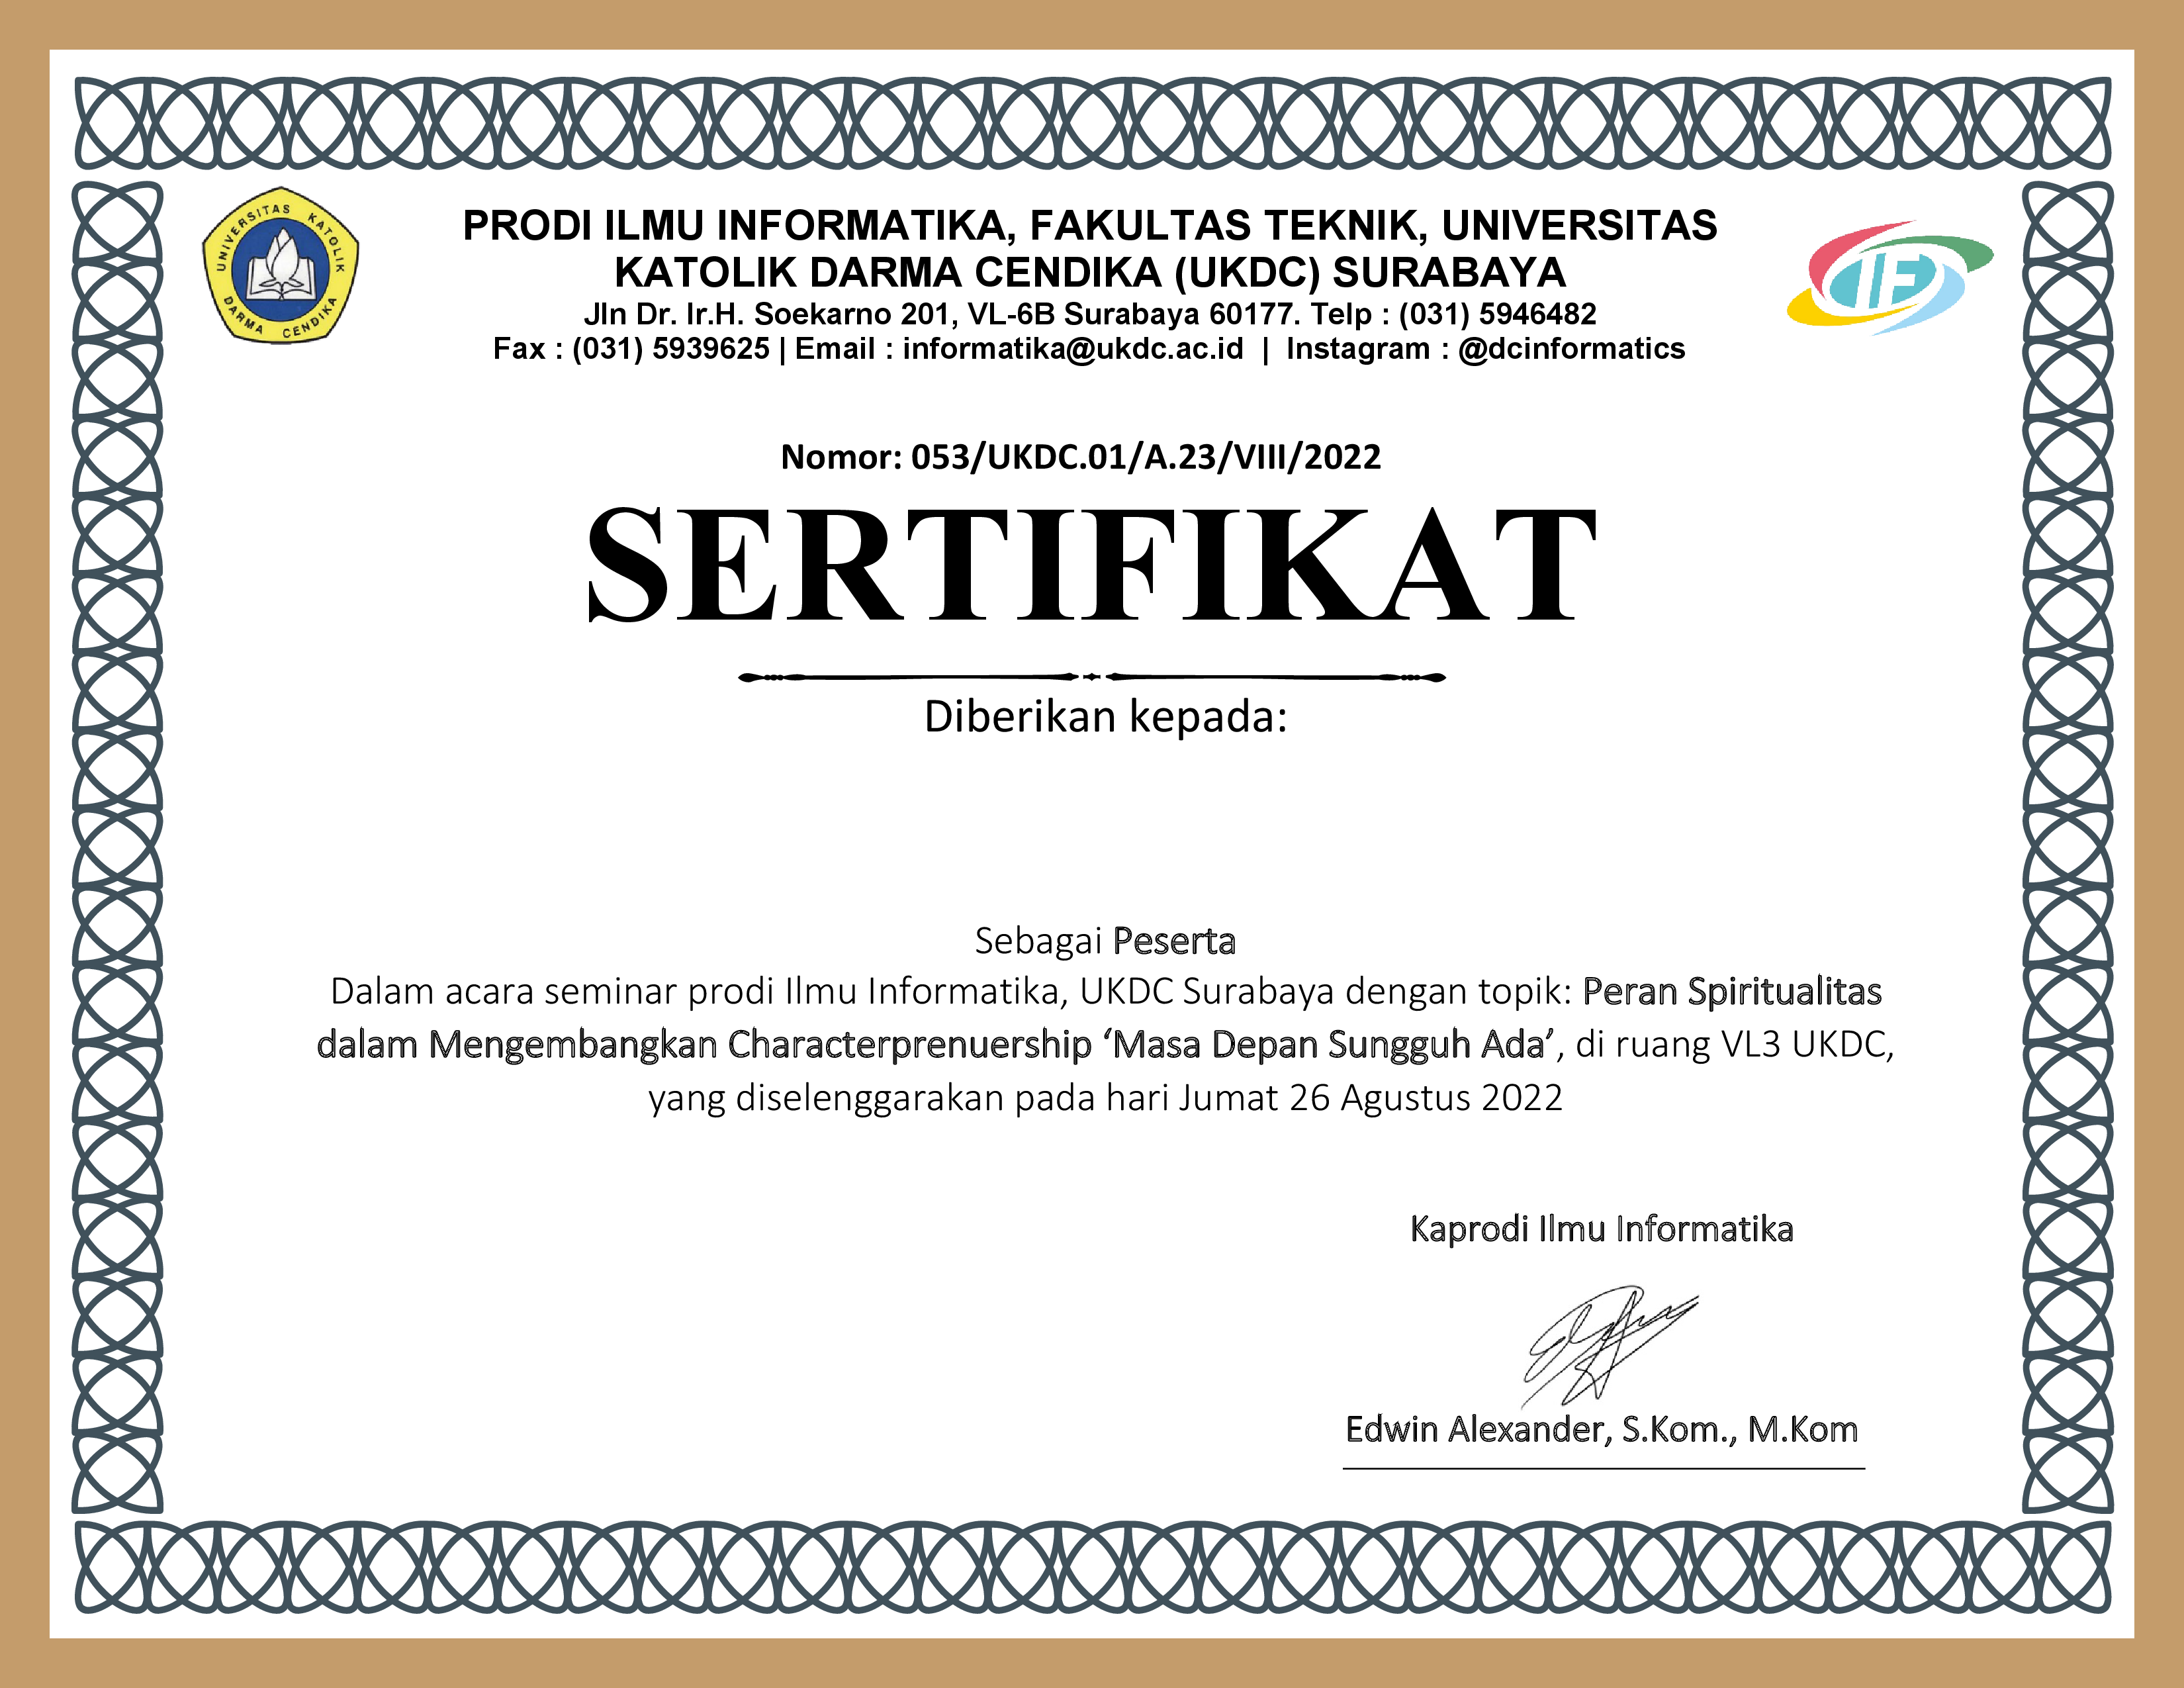 UNIVERSITAS KATOLIK
DARMA CENDIKA
PRODI ILMU INFORMATIKA, FAKULTAS TEKNIK, UNIVERSITAS
KATOLIK DARMA CENDIKA (UKDC) SURABAYA
Jln Dr. Ir.H. Soekarno 201, VL-6B Surabaya 60177. Telp : (031) 5946482
Fax : (031) 5939625 | Email : informatika@ukdc.ac.id | Instagram : @dcinformatics
IF
Nomor: 053/UKDC.01/A.23/VIII/2022
SERTIFIKAT
Diberikan kepada:
Sebagai Peserta
Dalam acara seminar prodi Ilmu Informatika, UKDC Surabaya dengan topik: Peran Spiritualitas
dalam Mengembangkan Characterprenuership ‘Masa Depan Sungguh Ada’, di ruang VL3 UKDC,
yang diselenggarakan pada hari Jumat 26 Agustus 2022
Kaprodi Ilmu Informatika
Edwin Alexander, S.Kom., M.Kom